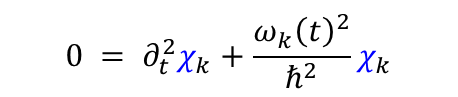 0 = ∂ₜ²χₖ + ωₖ(t)²/ħ² χₖ